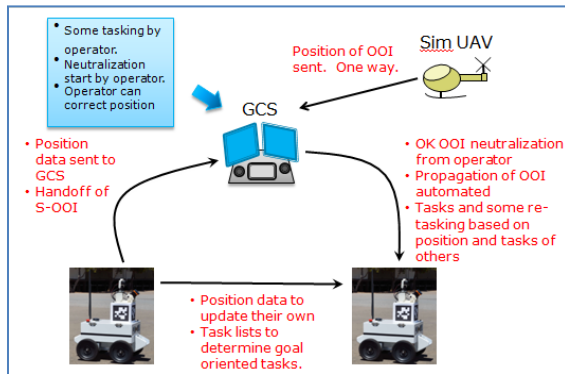 • Some tasking by
operator.
• Neutralization
start by operator.
• Operator can
correct position
Position of OOI
sent. One way.
Sim UAV
GCS
• Position
data sent to
GCS
• Handoff of
S-OOI
• OK OOI neutralization
from operator
• Propagation of OOI
automated
• Tasks and some re-
tasking based on
position and tasks of
others
• Position data to
update their own
• Task lists to
determine goal
oriented tasks.